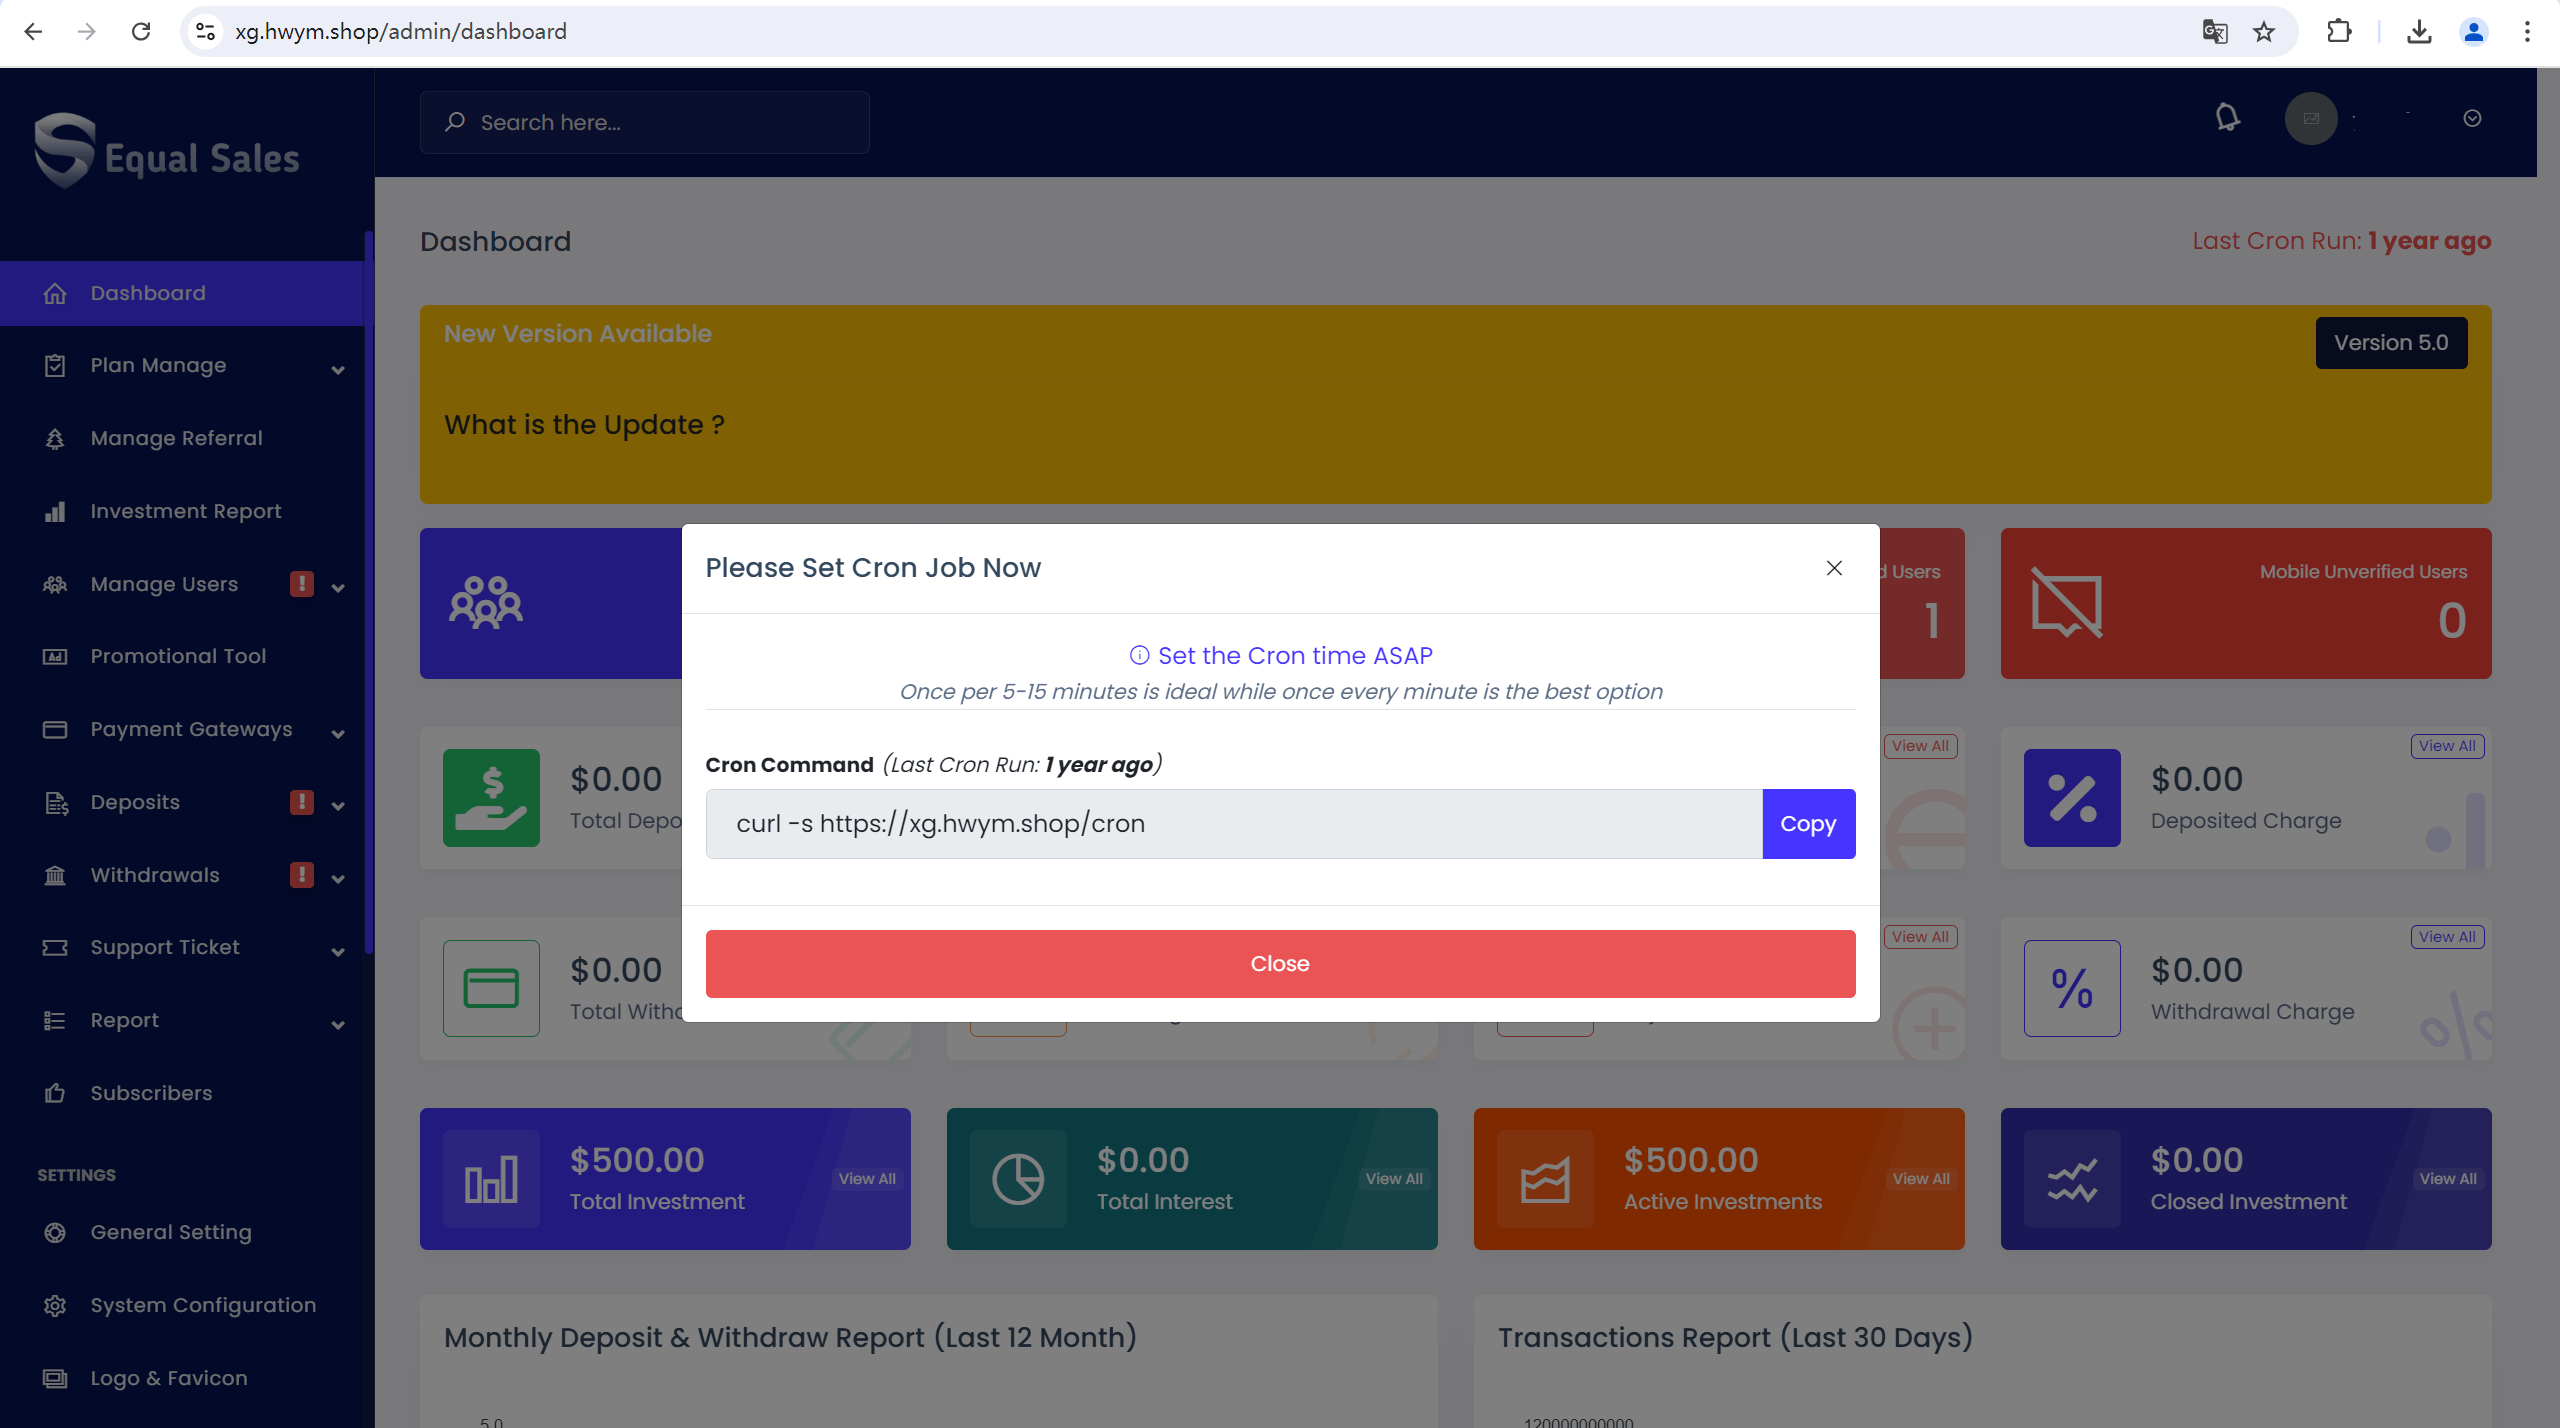 xg.hwym.shop/admin/dashboard
Equal Sales
Search here...
Dashboard
Plan Manage
Manage Referral
Investment Report
Manage Users
!
Promotional Tool
Ad
Payment Gateways
Deposits
!
Withdrawals
!
Support Ticket
Report
Subscribers
SETTINGS
General Setting
System Configuration
Logo & Favicon
Dashboard
Last Cron Run: 1 year ago
New Version Available
Version 5.0
What is the Update ?
d Users
1
Mobile Unverified Users
0
Please Set Cron Job Now
Set the Cron time ASAP
Once per 5-15 minutes is ideal while once every minute is the best option
Cron Command (Last Cron Run: 1 year ago)
curl -s https://xg.hwym.shop/cron
Copy
Close
$0.00
Total Depo
View All
$0.00
Deposited Charge
View All
$0.00
Total Withd
View All
$0.00
Withdrawal Charge
View All
$500.00
Total Investment
View All
$0.00
Total Interest
View All
$500.00
Active Investments
View All
$0.00
Closed Investment
View All
Monthly Deposit & Withdraw Report (Last 12 Month)
5.0
Transactions Report (Last 30 Days)
120000000000